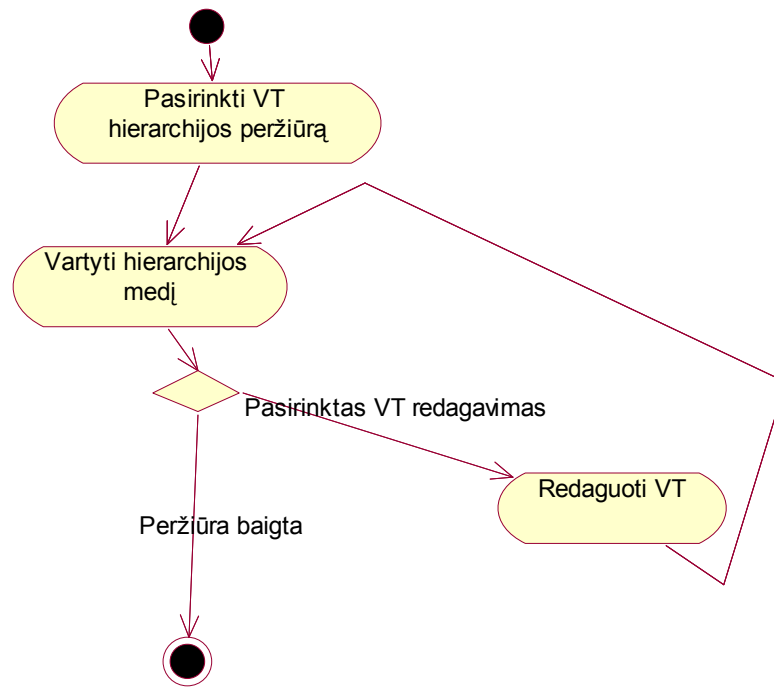 Pasirinkti VT
hierarchijos peržiūrą
Vartyti hierarchijos
medį
Pasirinktas VT redagavimas
Redaguoti VT
Peržiūra baigta